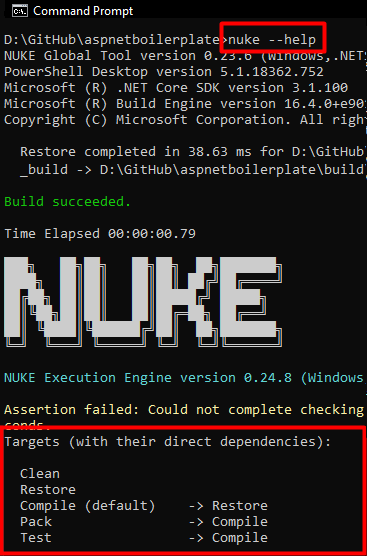 Command Prompt
D:\GitHub\aspnetboilerplate>nuke --help
NUKE Global Tool version 0.23.6 (Windows,.NETS
PowerShell Desktop version 5.1.18362.752
Microsoft (R) .NET Core SDK version 3.1.100
Microsoft (R) Build Engine version 16.4.0+e90
Copyright (C) Microsoft Corporation. All righ
Restore completed in 38.63 ms for D:\GitHub
_build -> D:\GitHub\aspnetboilerplate\build
Build succeeded.
Time Elapsed 00:00:00.79
NUKE
NUKE Execution Engine version 0.24.8 (Windows
Assertion failed: Could not complete checking
conds.
Targets (with their direct dependencies):
Clean
Restore
Compile (default) -> Restore
Pack -> Compile
Test -> Compile